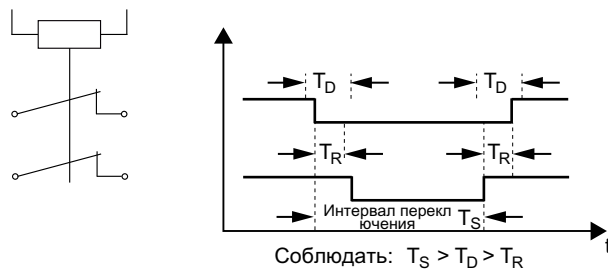 T_D T_D
T_R T_R
Интервал перекл
ючения T_S
t
Соблюдать: T_S > T_D > T_R